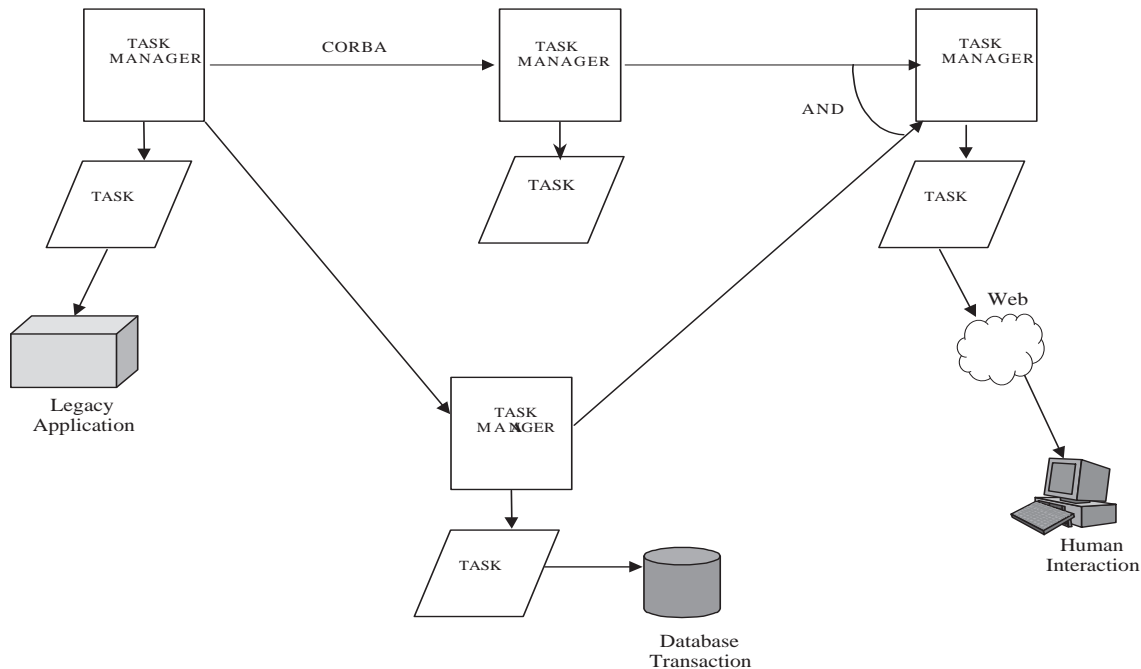 TASK
MANAGER
CORBA
TASK
MANAGER
TASK
MANAGER
AND
TASK
TASK
TASK
Web
Legacy
Application
TASK
MANAGER
Human
Interaction
TASK
Database
Transaction